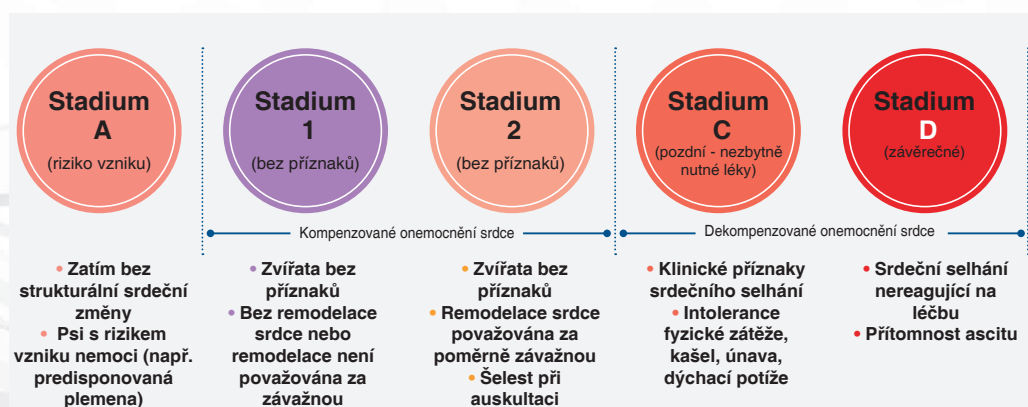 Stadium
A
(riziko vzniku)
Stadium
1
(bez příznaků)
Stadium
2
(bez příznaků)
Stadium
C
(pozdní - nezbytně
nutné léky)
Stadium
D
(závěrečné)
Kompenzované onemocnění srdce
Dekompenzované onemocnění srdce
• Zatím bez
strukturální srdeční
změny
• Psi s rizikem
vzniku nemoci (např.
predisponovaná
plemena)
• Zvířata bez
příznaků
• Bez remodelace
srdce nebo
remodelace není
považována za
závažnou
• Zvířata bez
příznaků
• Remodelace srdce
považována za
poměrně závažnou
• Šelest při
auskultaci
• Klinické příznaky
srdečního selhání
• Intolerance
fyzické zátěže,
kašel, únava,
dýchací potíže
• Srdeční selhání
nereagující na
léčbu
• Přítomnost ascitu